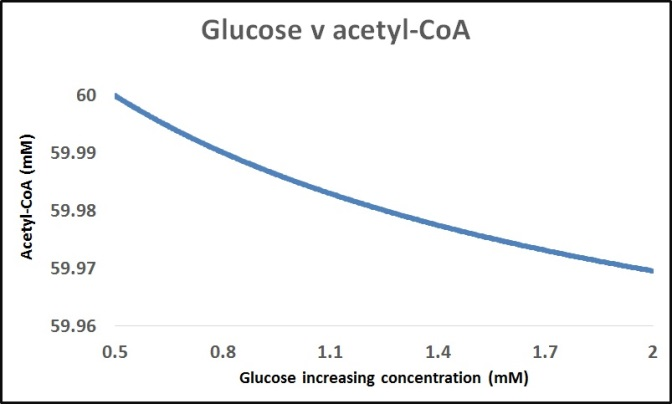 Glucose v acetyl-CoA
Acetyl-CoA (mM)
60
59.99
59.98
59.97
59.96
0.5 0.8 1.1 1.4 1.7 2
Glucose increasing concentration (mM)